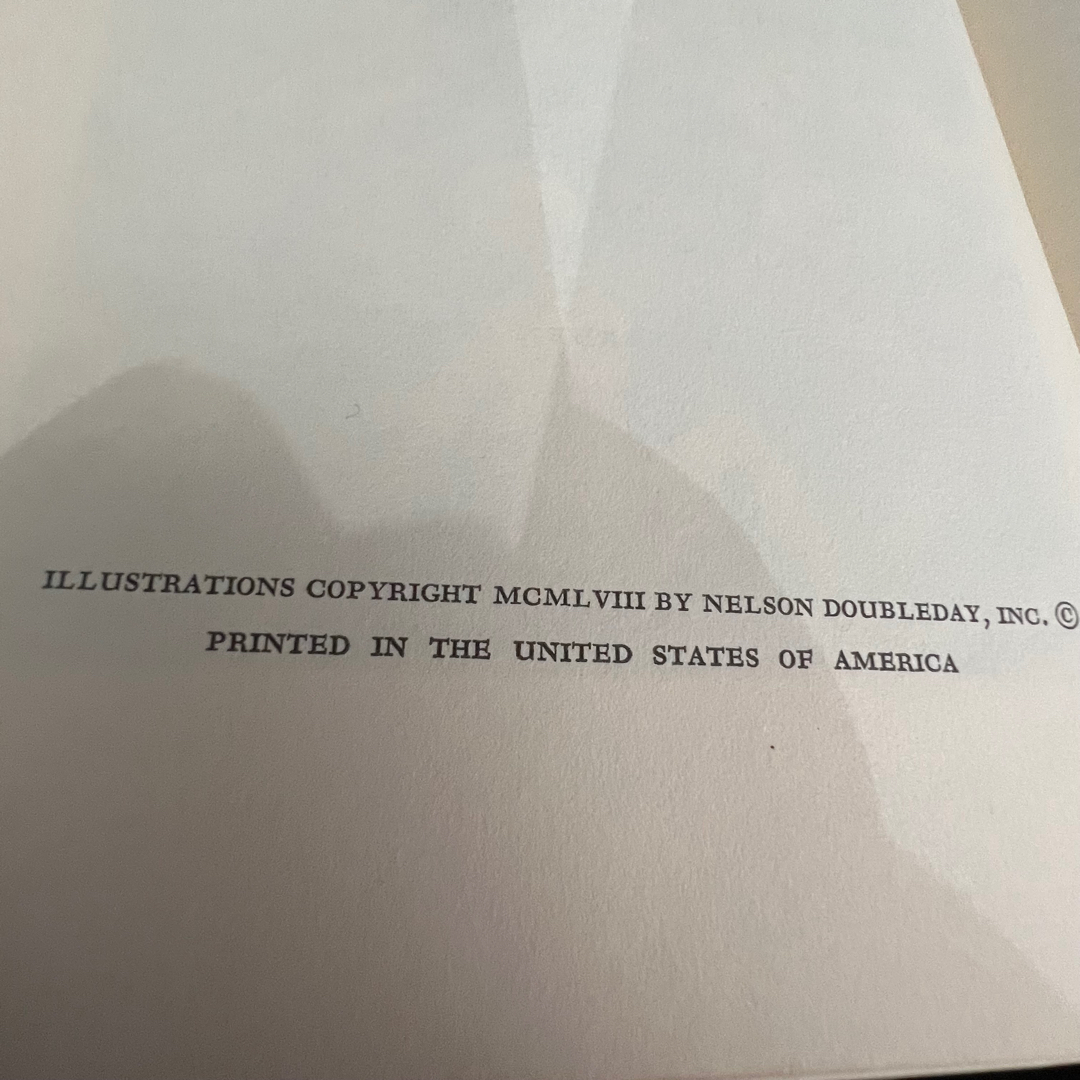 ILLUSTRATIONS COPYRIGHT MCMLVIII BY NELSON DOUBLEDAY, INC. ©
PRINTED IN THE UNITED STATES OF AMERICA